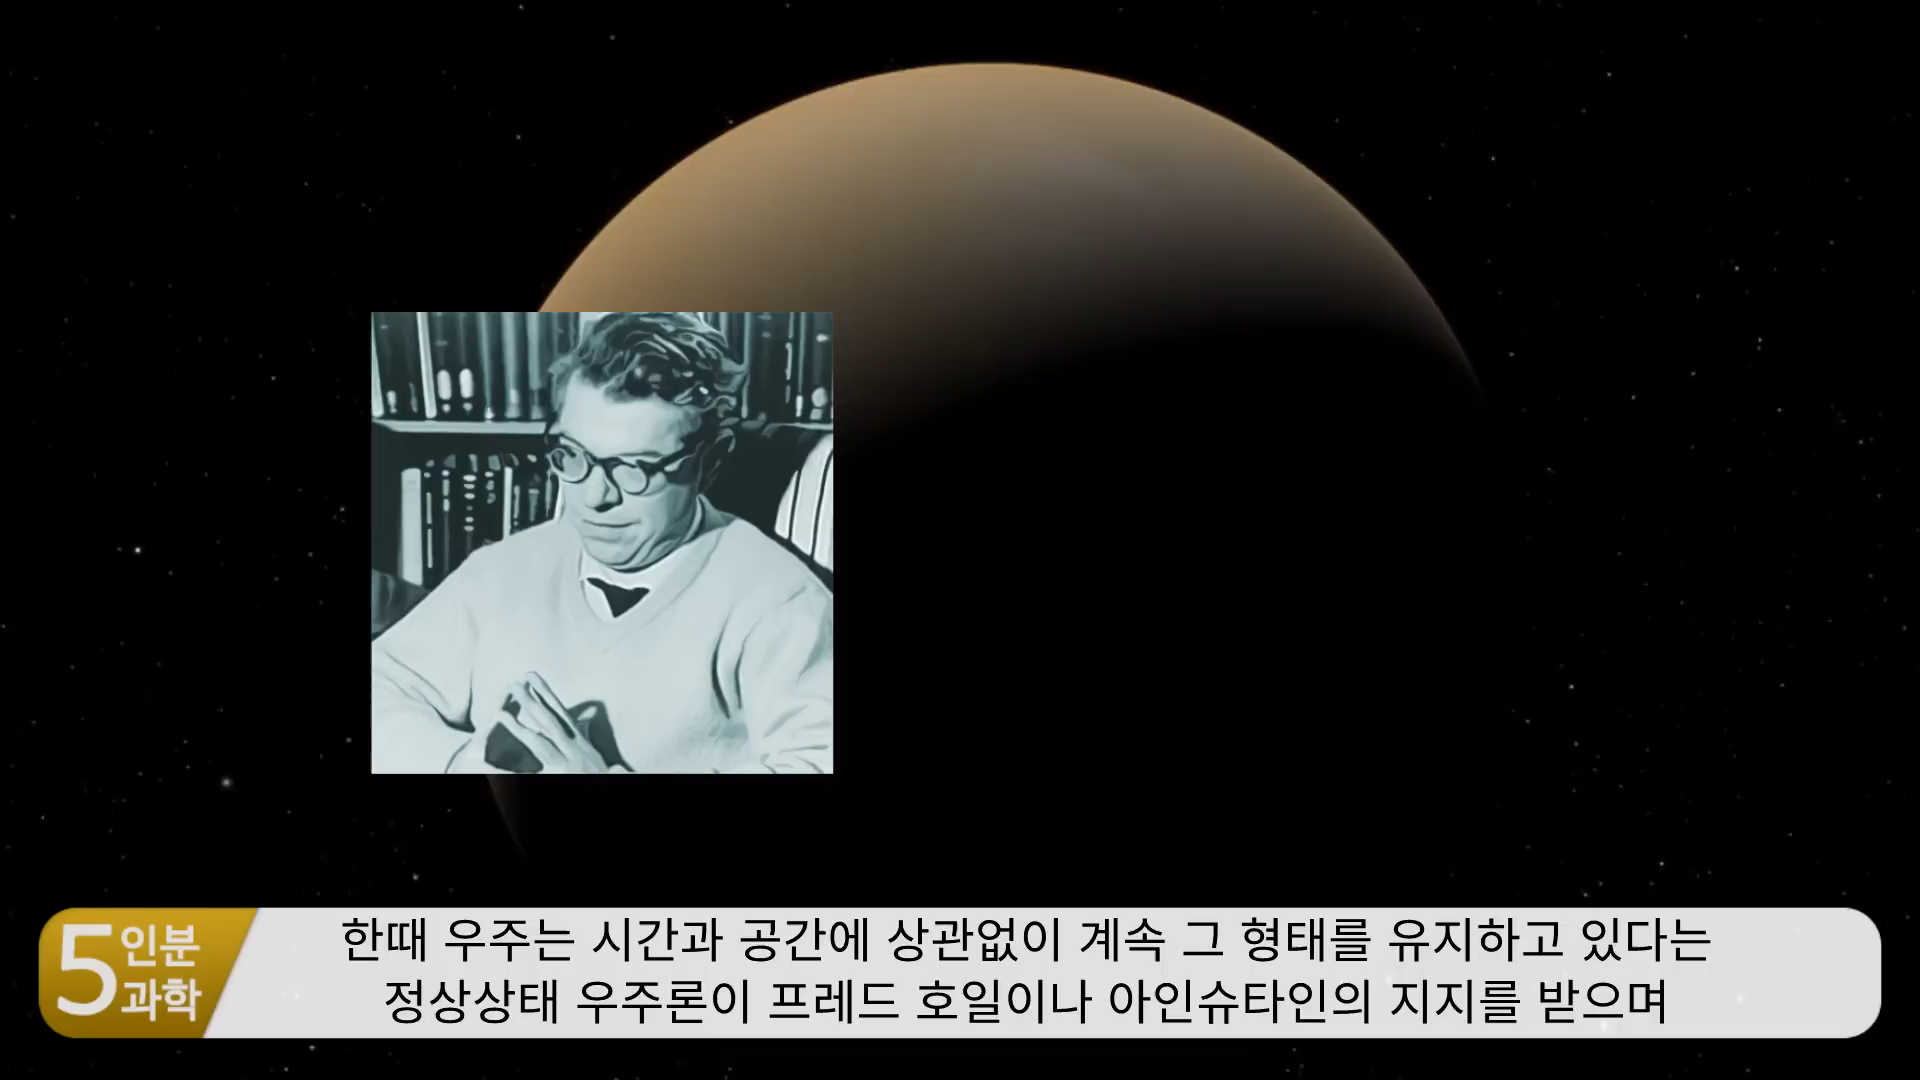 5인분
과학
한때 우주는 시간과 공간에 상관없이 계속 그 형태를 유지하고 있다는
정상상태 우주론이 프레드 호일이나 아인슈타인의 지지를 받으며